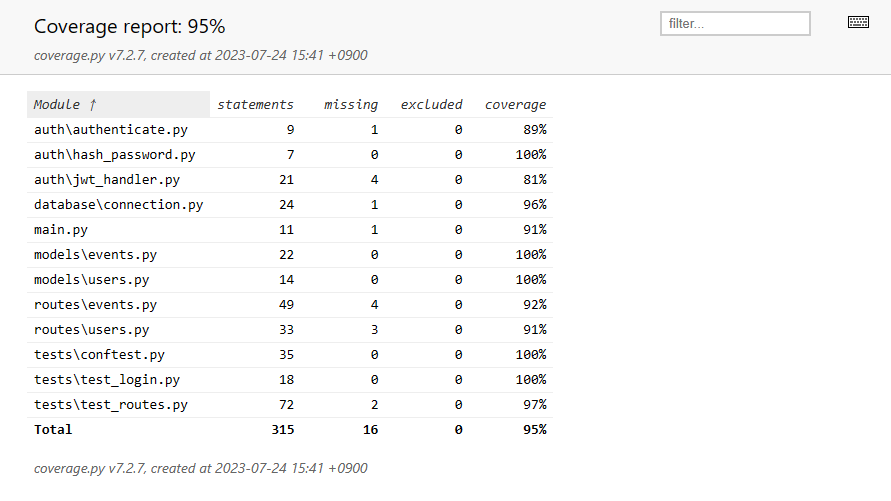 Coverage report: 95%
filter...
coverage.py v7.2.7, created at 2023-07-24 15:41 +0900
Module ↑ statements missing excluded coverage
auth\authenticate.py 9 1 0 89%
auth\hash_password.py 7 0 0 100%
auth\jwt_handler.py 21 4 0 81%
database\connection.py 24 1 0 96%
main.py 11 1 0 91%
models\events.py 22 0 0 100%
models\users.py 14 0 0 100%
routes\events.py 49 4 0 92%
routes\users.py 33 3 0 91%
tests\conftest.py 35 0 0 100%
tests\test_login.py 18 0 0 100%
tests\test_routes.py 72 2 0 97%
Total 315 16 0 95%
coverage.py v7.2.7, created at 2023-07-24 15:41 +0900